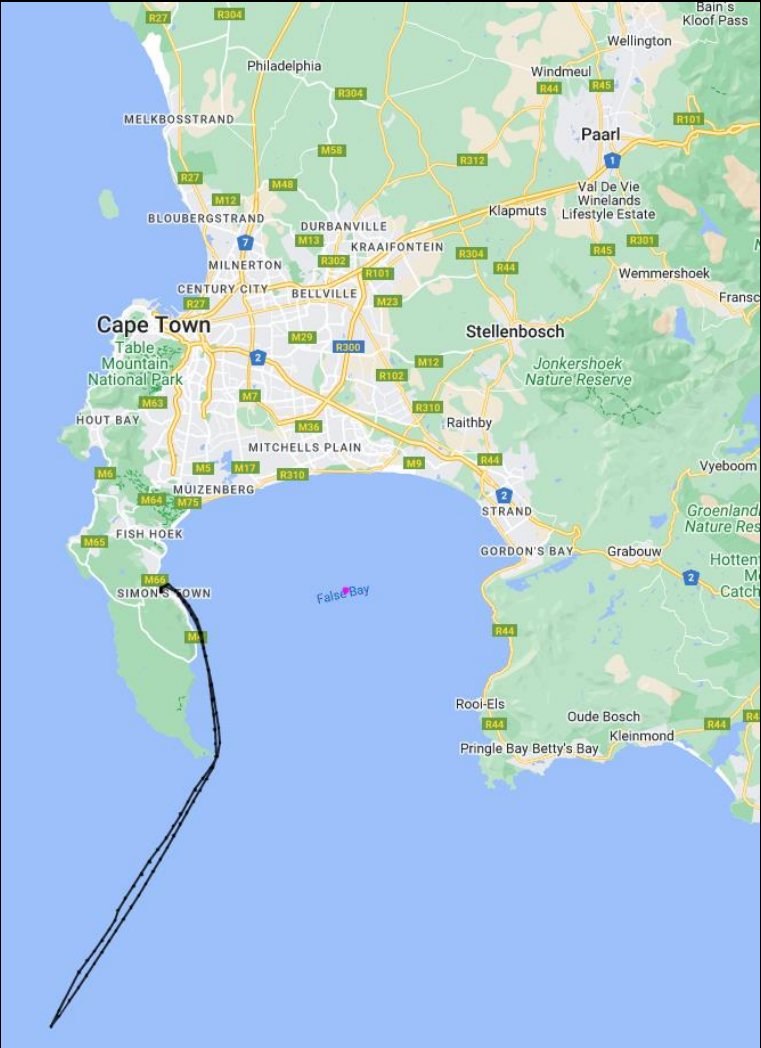 Bain's
Kloof Pass
R27
R304
Wellington
Philadelphia
Windmeul
R44
R45
R304
MELKBOSSTRAND
R101
Paarl
M58
R312
1
R27
M48
M12
Val De Vie
Winelands
Lifestyle Estate
Klapmuts
BLOUBERGSTRAND
DURBANVILLE
7
M13
KRAAIFONTEIN
R301
R302
R304
R45
MILNERTON
R101
R44
Wemmershoek
CENTURY CITY
BELLVILLE
R27
M23
Fransc
Cape Town
Stellenbosch
M29
R300
Table
Mountain
National Park
2
M12
Jonkershoek
Nature Reserve
R102
M63
M7
R310
HOUT BAY
M36
Raithby
MITCHELLS PLAIN
M6
M5
M17
R310
M9
R44
Vyeboom
MUIZENBERG
M64
M75
2
STRAND
Groenland
Nature Res
FISH HOEK
M65
GORDON'S BAY
Grabouw
Hotten
Mo
Catch
2
M66
SIMON'S TOWN
False Bay
R44
Rooi-Els
R44
Oude Bosch
R44
R4
Kleinmond
Pringle Bay
Betty's Bay